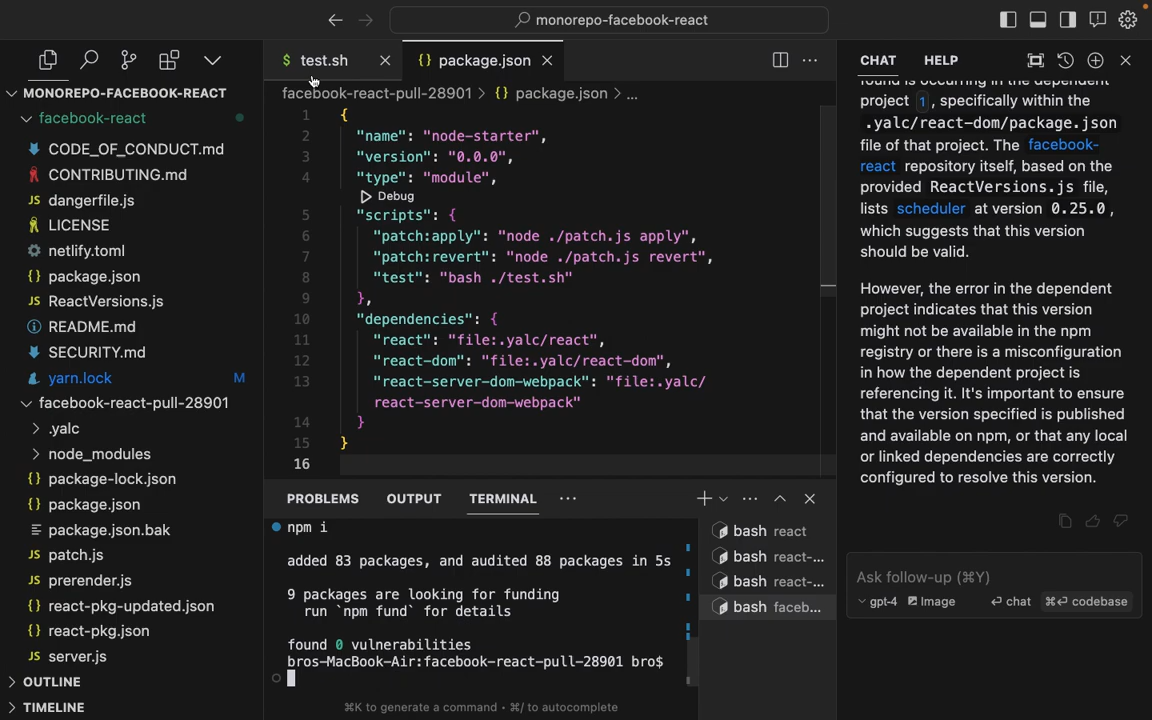 monorepo-facebook-react
$ test.sh
{} package.json
CHAT HELP
MONOREPO-FACEBOOK-REACT
facebook-react
CODE_OF_CONDUCT.md
CONTRIBUTING.md
JS dangerfile.js
LICENSE
netlify.toml
{} package.json
JS ReactVersions.js
README.md
SECURITY.md
yarn.lock M
facebook-react-pull-28901
.yalc
node_modules
{} package-lock.json
{} package.json
package.json.bak
JS patch.js
JS prerender.js
{} react-pkg-updated.json
{} react-pkg.json
JS server.js
OUTLINE
TIMELINE
facebook-react-pull-28901 > {} package.json > ...
1 {
2 "name": "node-starter",
3 "version": "0.0.0",
4 "type": "module",
Debug
5 "scripts": {
6 "patch:apply": "node ./patch.js apply",
7 "patch:revert": "node ./patch.js revert",
8 "test": "bash ./test.sh"
9 },
10 "dependencies": {
11 "react": "file:.yalc/react",
12 "react-dom": "file:.yalc/react-dom",
13 "react-server-dom-webpack": "file:.yalc/
react-server-dom-webpack"
14 }
15 }
16
PROBLEMS OUTPUT TERMINAL ...
npm i
added 83 packages, and audited 88 packages in 5s
9 packages are looking for funding
run `npm fund` for details
found 0 vulnerabilities
bros-MacBook-Air:facebook-react-pull-28901 bro$
⌘K to generate a command • ⌘/ to autocomplete
bash react
bash react-...
bash react-...
bash faceb...
found is occurring in the dependent
project 1 , specifically within the
.yalc/react-dom/package.json
file of that project. The facebook-
react repository itself, based on the
provided ReactVersions.js file,
lists scheduler at version 0.25.0 ,
which suggests that this version
should be valid.
However, the error in the dependent
project indicates that this version
might not be available in the npm
registry or there is a misconfiguration
in how the dependent project is
referencing it. It's important to ensure
that the version specified is published
and available on npm, or that any local
or linked dependencies are correctly
configured to resolve this version.
Ask follow-up (⌘Y)
gpt-4 Image ⏎ chat ⌘⏎ codebase